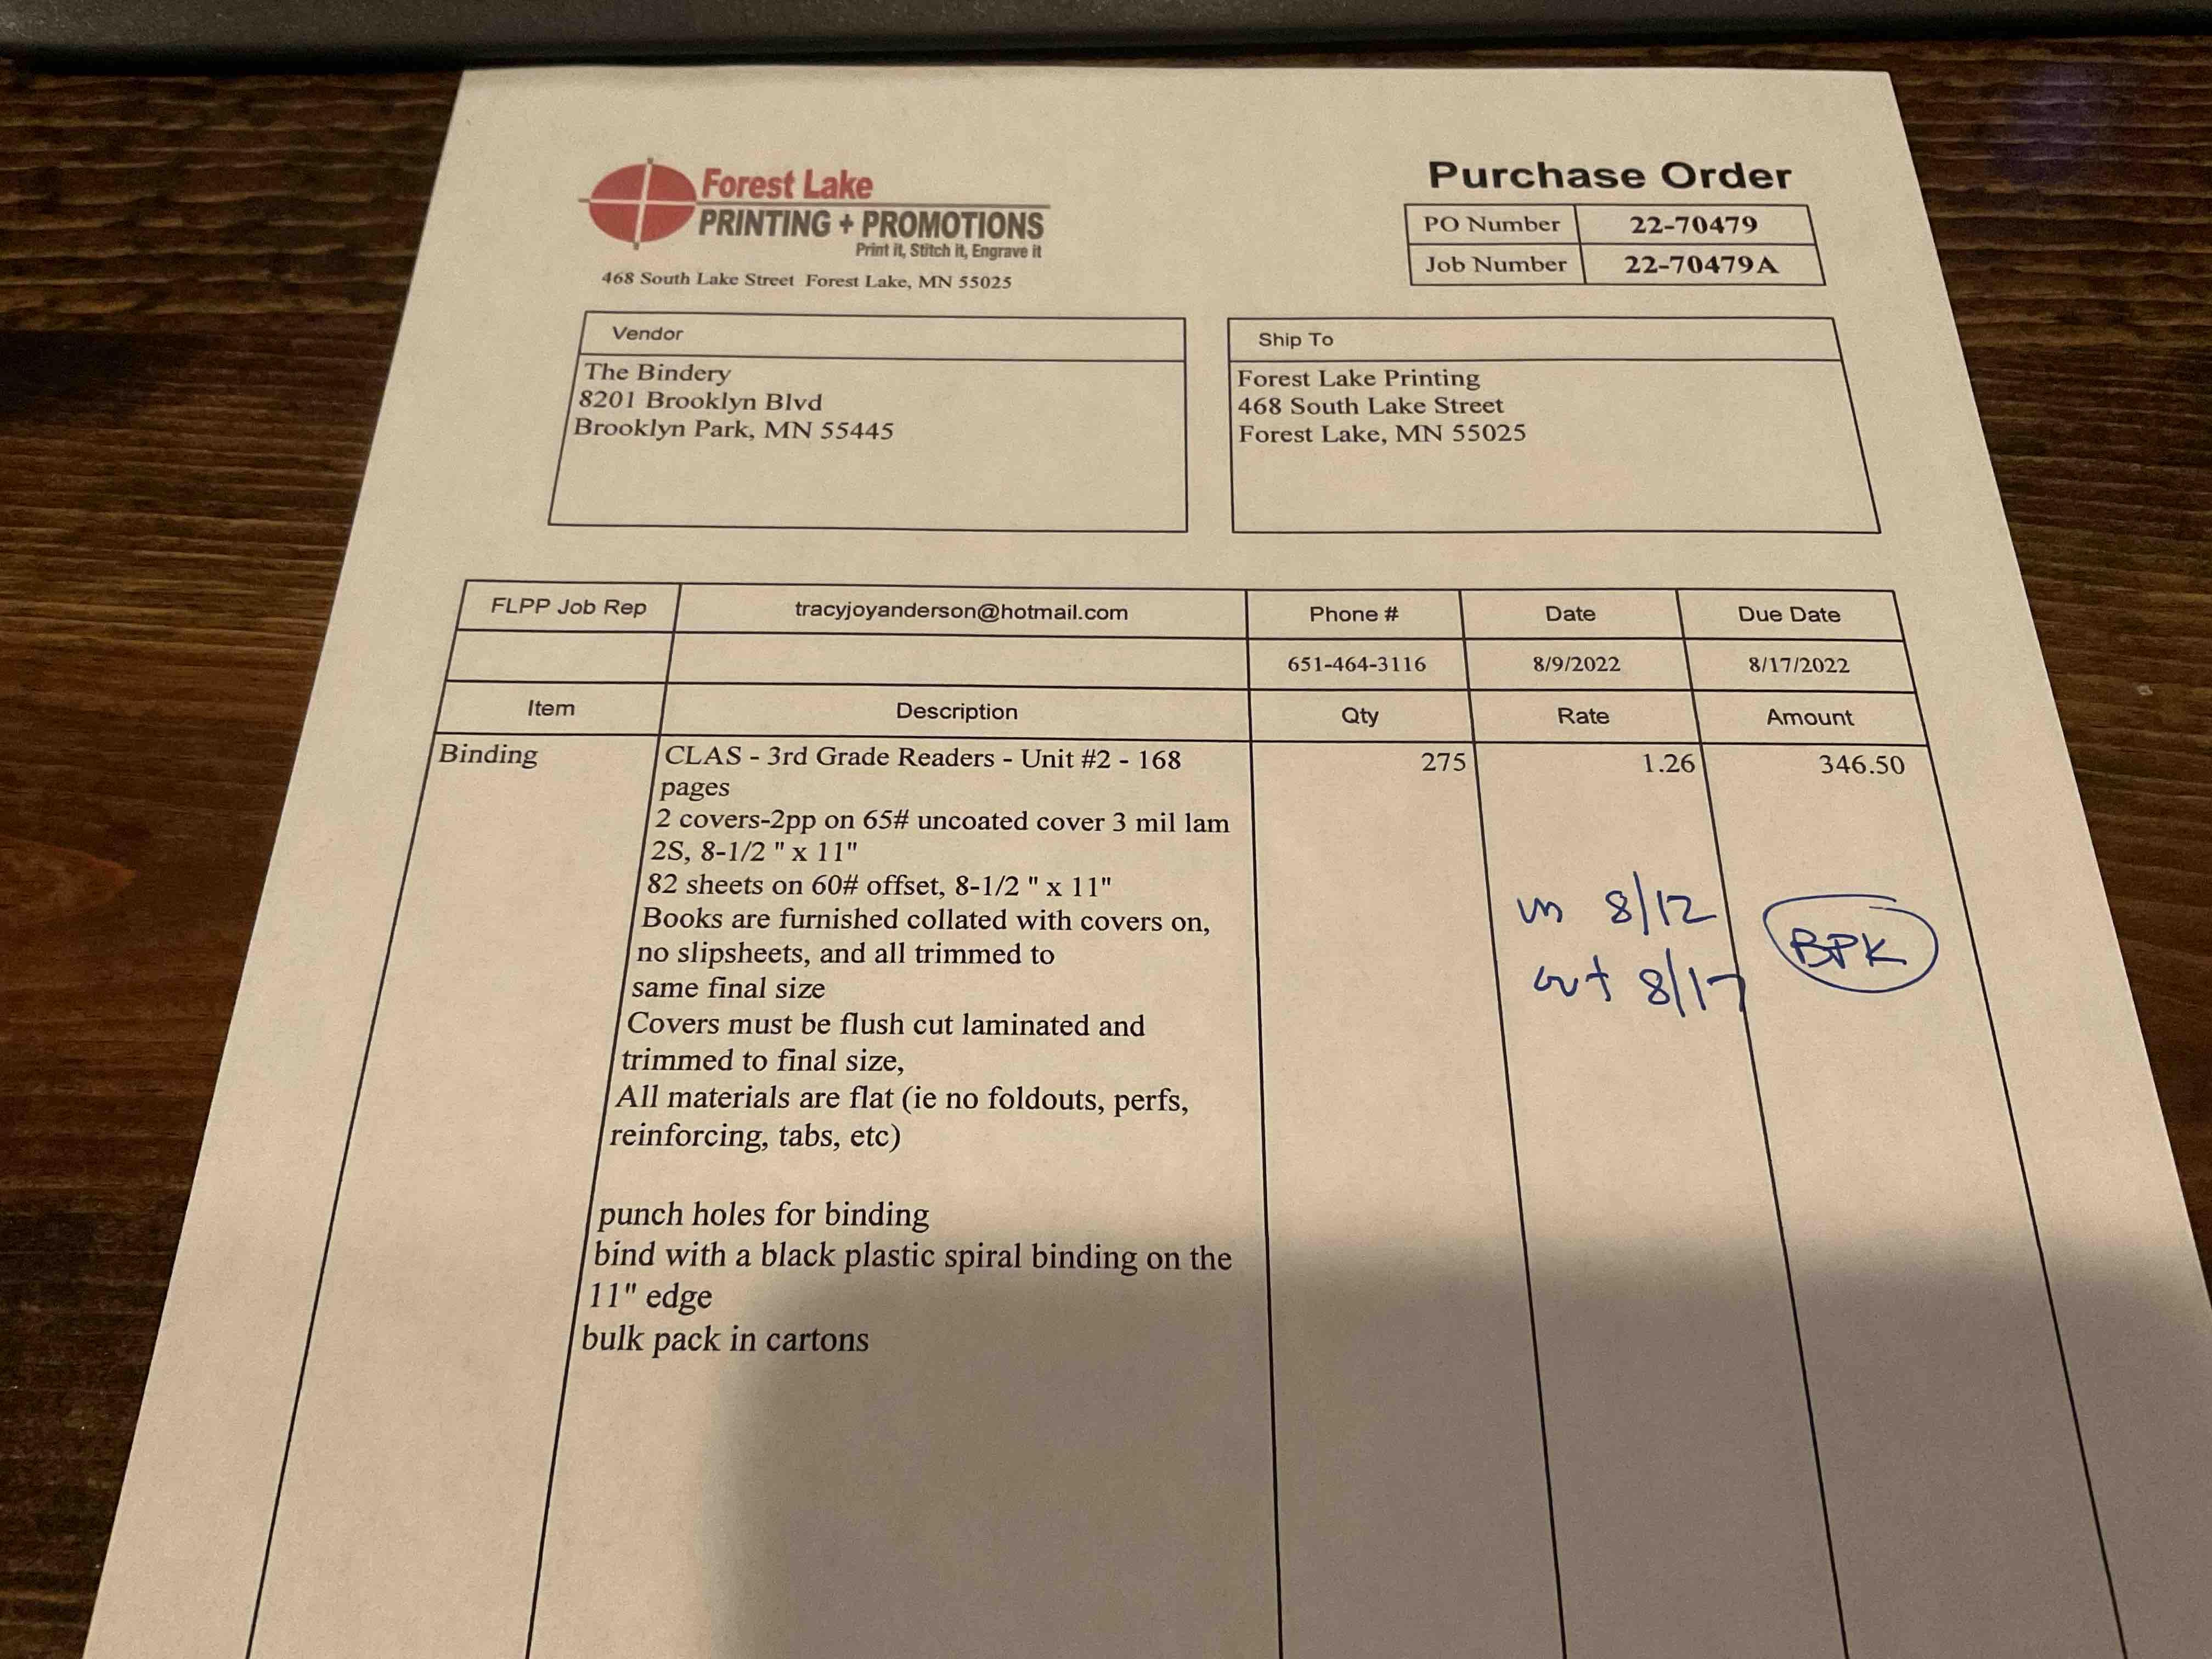 Forest Lake
PRINTING + PROMOTIONS
Print it, Stitch it, Engrave it
468 South Lake Street Forest Lake, MN 55025
Purchase Order
PO Number 22-70479
Job Number 22-70479A
Vendor
The Bindery
8201 Brooklyn Blvd
Brooklyn Park, MN 55445
Ship To
Forest Lake Printing
468 South Lake Street
Forest Lake, MN 55025
FLPP Job Rep tracyjoyanderson@hotmail.com Phone # Date Due Date
651-464-3116 8/9/2022 8/17/2022
Item Description Qty Rate Amount
Binding CLAS - 3rd Grade Readers - Unit #2 - 168 275 1.26 346.50
pages
2 covers-2pp on 65# uncoated cover 3 mil lam
2S, 8-1/2 " x 11"
82 sheets on 60# offset, 8-1/2 " x 11"
Books are furnished collated with covers on,
no slipsheets, and all trimmed to
same final size
Covers must be flush cut laminated and
trimmed to final size,
All materials are flat (ie no foldouts, perfs,
reinforcing, tabs, etc)
punch holes for binding
bind with a black plastic spiral binding on the
11" edge
bulk pack in cartons
in 8/12
out 8/17
BPK